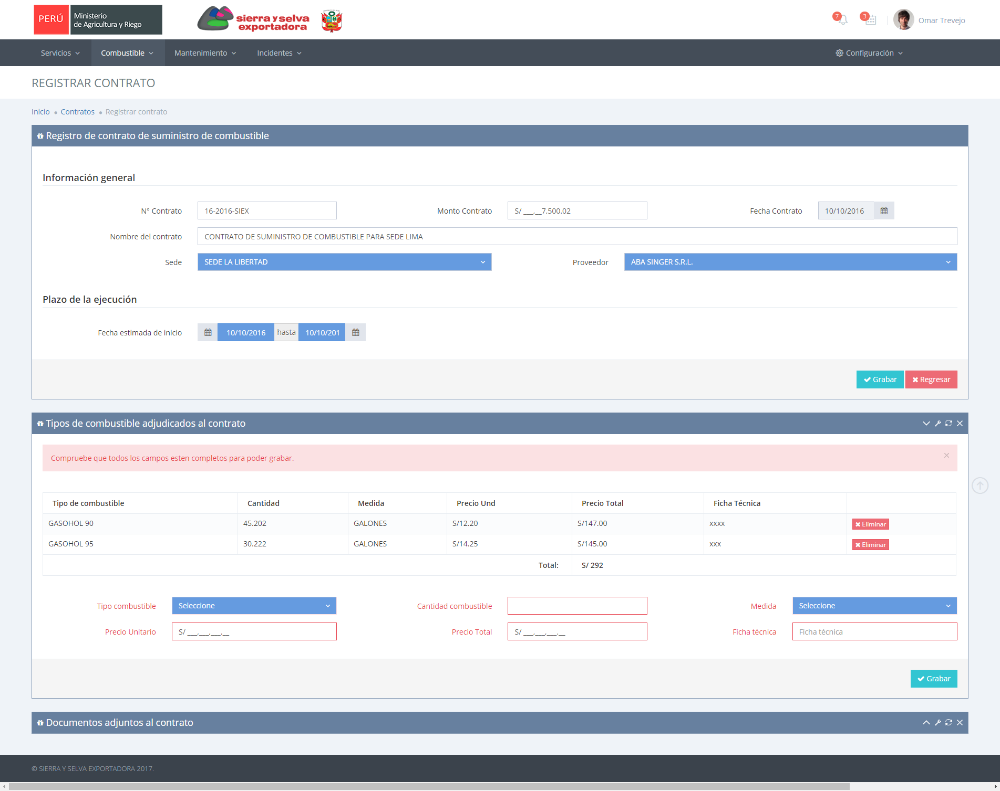 PERÚ
Ministerio
de Agricultura y Riego
sierra y selva
exportadora
7
3
Omar Trevejo
Servicios
Combustible
Mantenimiento
Incidentes
Configuración
REGISTRAR CONTRATO
Inicio • Contratos • Registrar contrato
Registro de contrato de suministro de combustible
Información general
N° Contrato
16-2016-SIEX
Monto Contrato
S/ ___,__7,500.02
Fecha Contrato
10/10/2016
Nombre del contrato
CONTRATO DE SUMINISTRO DE COMBUSTIBLE PARA SEDE LIMA
Sede
SEDE LA LIBERTAD
Proveedor
ABA SINGER S.R.L.
Plazo de la ejecución
Fecha estimada de inicio
10/10/2016 hasta 10/10/201
Grabar
Regresar
Tipos de combustible adjudicados al contrato
Compruebe que todos los campos esten completos para poder grabar.
Tipo de combustible Cantidad Medida Precio Und Precio Total Ficha Técnica
GASOHOL 90 45.202 GALONES S/12.20 S/147.00 xxxx Eliminar
GASOHOL 95 30.222 GALONES S/14.25 S/145.00 xxx Eliminar
Total: S/ 292
Tipo combustible
Seleccione
Cantidad combustible
Medida
Seleccione
Precio Unitario
S/ ___,___,___.__
Precio Total
S/ ___,___,___.__
Ficha técnica
Ficha técnica
Grabar
Documentos adjuntos al contrato
© SIERRA Y SELVA EXPORTADORA 2017.